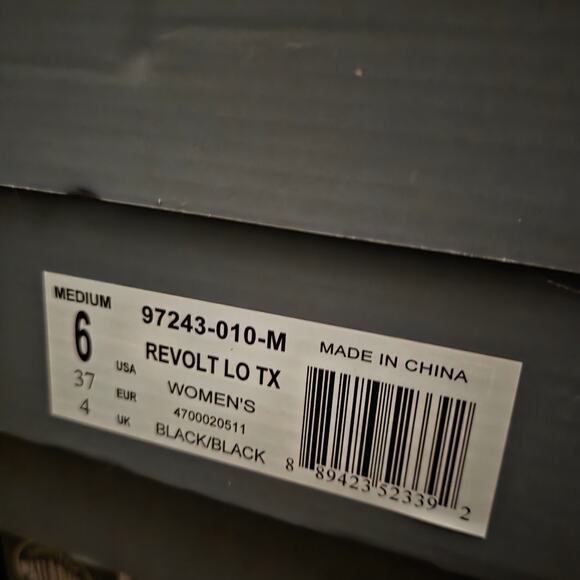 MEDIUM
6 USA
37 EUR
4 UK
97243-010-M
REVOLT LO TX
WOMEN'S
4700020511
BLACK/BLACK
MADE IN CHINA
8 89423 52339 2